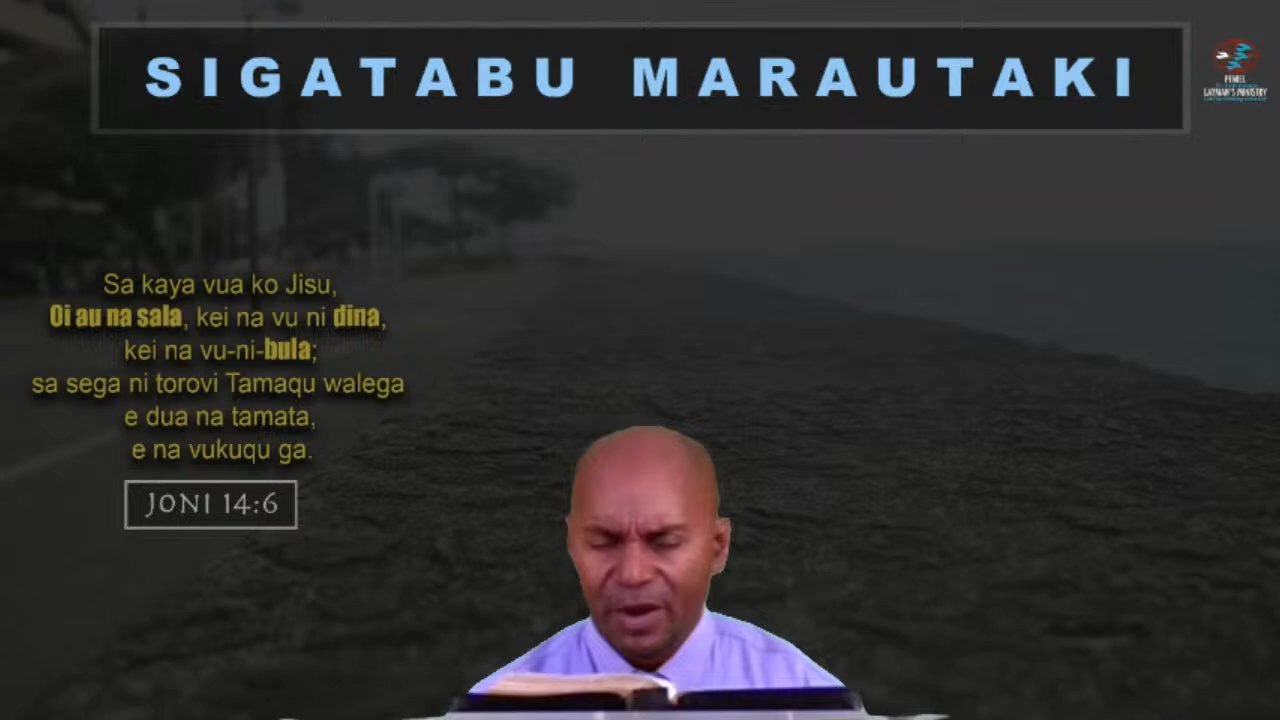 SIGATABU MARAUTAKI
PENIEL
LAYMAN'S MINISTRY
Sa kaya vua ko Jisu,
Oi au na sala, kei na vu ni dina,
kei na vu-ni-bula;
sa sega ni torovi Tamaqu walega
e dua na tamata,
e na vukuqu ga.
JONI 14:6